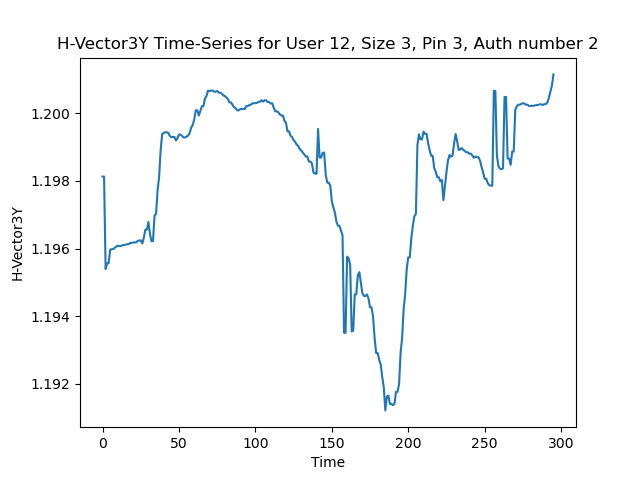 H-Vector3Y Time-Series for User 12, Size 3, Pin 3, Auth number 2
H-Vector3Y
1.200
1.198
1.196
1.194
1.192
0 50 100 150 200 250 300
Time